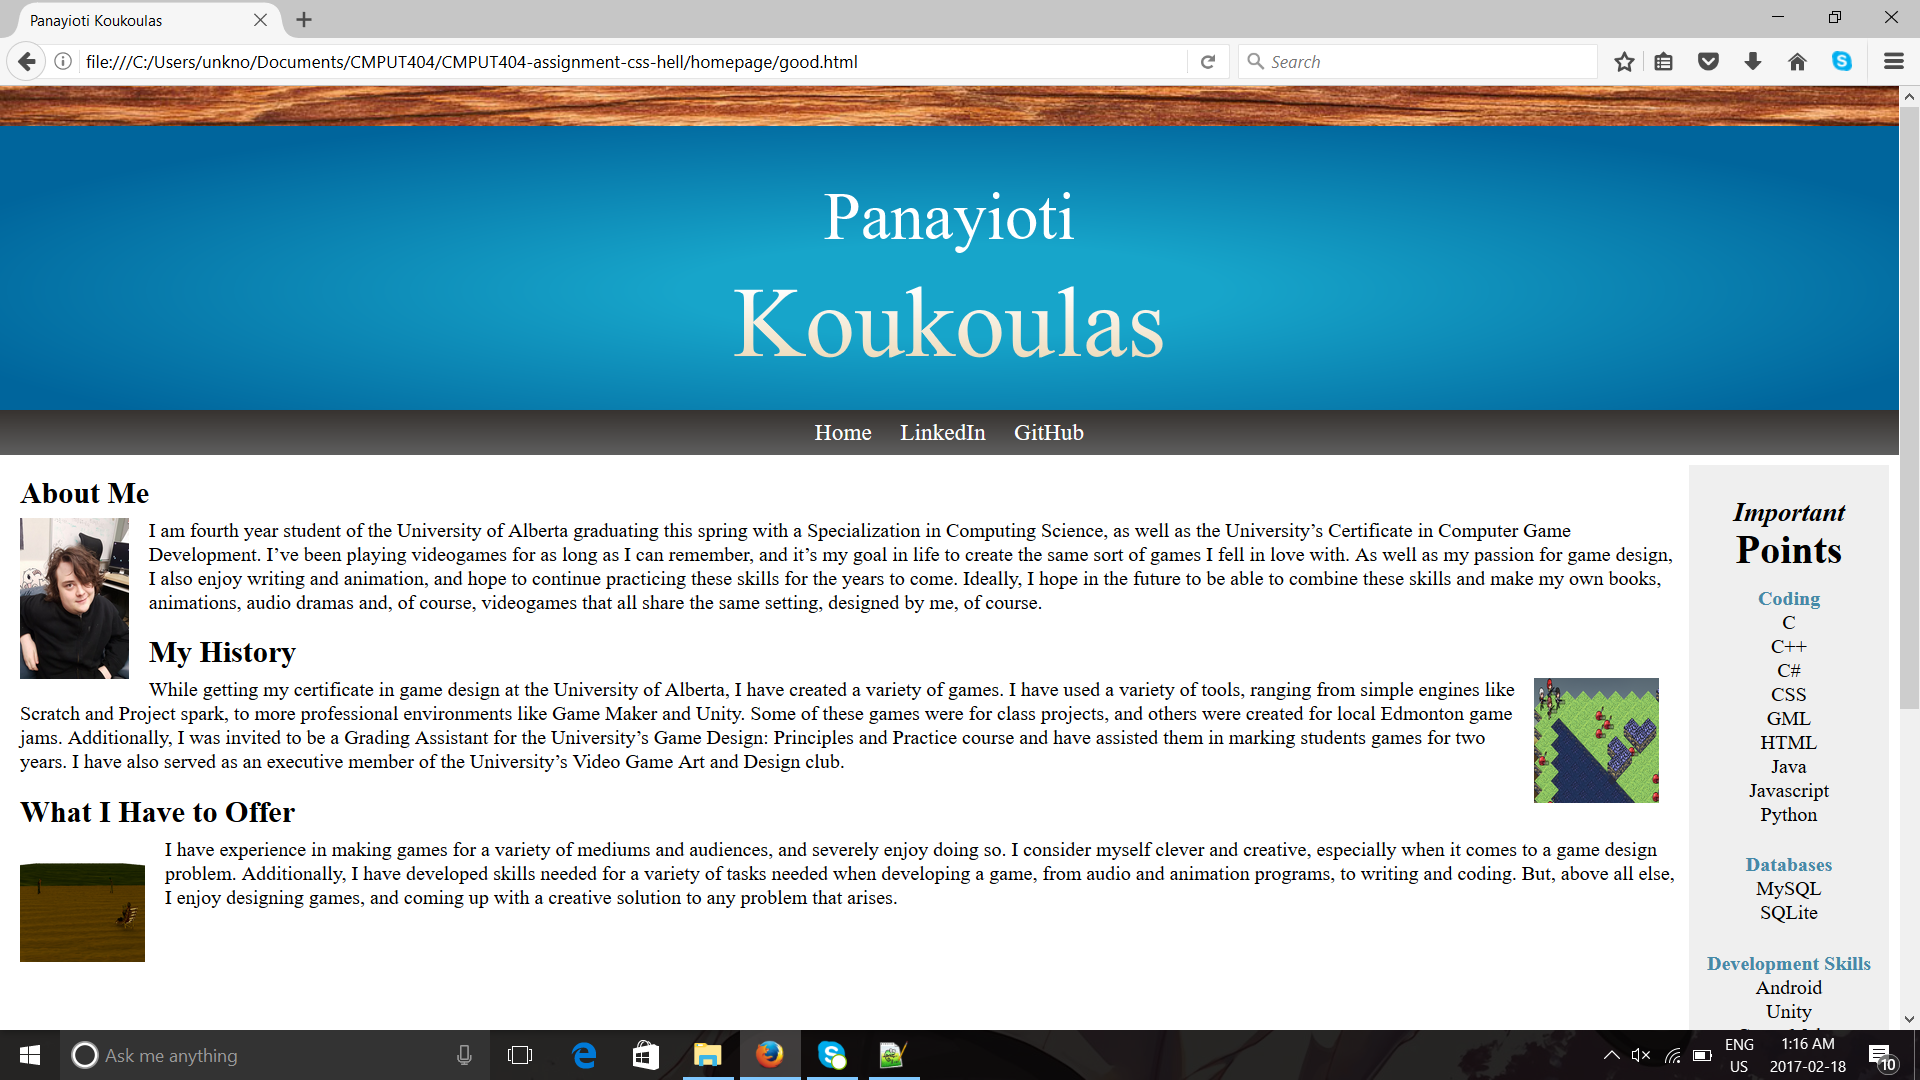 Panayioti Koukoulas
file:///C:/Users/unkno/Documents/CMPUT404/CMPUT404-assignment-css-hell/homepage/good.html
Search
Panayioti
Koukoulas
Home LinkedIn GitHub
About Me
I am fourth year student of the University of Alberta graduating this spring with a Specialization in Computing Science, as well as the University’s Certificate in Computer Game
Development. I’ve been playing videogames for as long as I can remember, and it’s my goal in life to create the same sort of games I fell in love with. As well as my passion for game design,
I also enjoy writing and animation, and hope to continue practicing these skills for the years to come. Ideally, I hope in the future to be able to combine these skills and make my own books,
animations, audio dramas and, of course, videogames that all share the same setting, designed by me, of course.
My History
While getting my certificate in game design at the University of Alberta, I have created a variety of games. I have used a variety of tools, ranging from simple engines like
Scratch and Project spark, to more professional environments like Game Maker and Unity. Some of these games were for class projects, and others were created for local Edmonton game
jams. Additionally, I was invited to be a Grading Assistant for the University’s Game Design: Principles and Practice course and have assisted them in marking students games for two
years. I have also served as an executive member of the University’s Video Game Art and Design club.
What I Have to Offer
I have experience in making games for a variety of mediums and audiences, and severely enjoy doing so. I consider myself clever and creative, especially when it comes to a game design
problem. Additionally, I have developed skills needed for a variety of tasks needed when developing a game, from audio and animation programs, to writing and coding. But, above all else,
I enjoy designing games, and coming up with a creative solution to any problem that arises.
Important
Points
Coding
C
C++
C#
CSS
GML
HTML
Java
Javascript
Python
Databases
MySQL
SQLite
Development Skills
Android
Unity
Ask me anything
ENG
US
1:16 AM
2017-02-18
10